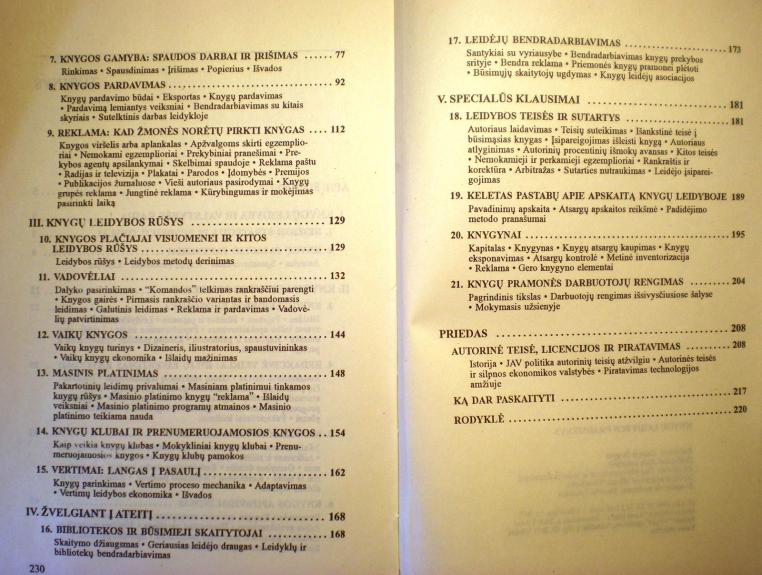 7. KNYGOS GAMYBA: SPAUDOS DARBAI IR ĮRIŠIMAS ...... 77
Rinkimas • Spausdinimas • Įrišimas • Popierius • Išvados
8. KNYGOS PARDAVIMAS ...... 92
Knygų pardavimo būdai • Eksportas • Knygų pardavimas
• Pardavimą lemiantys veiksniai • Bendradarbiavimas su kitais
skyriais • Sutelktinis darbas leidykloje
9. REKLAMA: KAD ŽMONĖS NORĖTŲ PIRKTI KNYGAS .... 112
Knygos viršelis arba aplankalas • Apžvalgoms skirti egzemplio-
riai • Nemokami egzemplioriai • Prekybiniai pranešimai • Pre-
kybos agentų apsilankymai • Skelbimai spaudoje • Reklama paštu
• Radijas ir televizija • Plakatai • Parodos • Įdomybės • Premijos
• Publikacijos žurnaluose • Vieši autoriaus pasirodymai • Knygų
grupės reklama • Jungtinė reklama • Kūrybingumas ir mokėjimas
pasirinkti laiką
III. KNYGŲ LEIDYBOS RŪŠYS ...... 129
10. KNYGOS PLAČIAJAI VISUOMENEI IR KITOS
LEIDYBOS RŪŠYS ...... 129
Leidybos rūšys • Leidybos metodų derinimas
11. VADOVĖLIAI ...... 132
Dalyko pasirinkimas • “Komandos” telkimas rankraščiui parengti
• Knygos gairės • Pirmasis rankraščio variantas ir bandomasis
leidimas • Galutinis leidimas • Reklama ir pardavimas • Vadovė-
lių patvirtinimas
12. VAIKŲ KNYGOS ...... 144
Vaikų knygų turinys • Dizaineris, iliustratorius, spaustuvininkas
• Vaikų knygų ekonomika • Išlaidų mažinimas
13. MASINIS PLATINIMAS ...... 148
Pakartotinių leidimų privalumai • Masiniam platinimui tinkamos
knygų rūšys • Masinio platinimo knygų “reklama” • Išlaidų
veiksniai • Masinio platinimo programų atmainos • Masinio
platinimo teikiama nauda
14. KNYGŲ KLUBAI IR PRENUMERUOJAMOSIOS KNYGOS .. 154
Kaip veikia knygų klubas • Mokykliniai knygų klubai • Prenu-
meruojamosios knygos • Knygų klubų pamokos
15. VERTIMAI: LANGAS Į PASAULĮ ...... 162
Knygų parinkimas • Vertimo proceso mechanika • Adaptavimas
• Vertimų leidybos ekonomika • Išvados
IV. ŽVELGIANT Į ATEITĮ ...... 168
16. BIBLIOTEKOS IR BŪSIMIEJI SKAITYTOJAI ...... 168
Skaitymo džiaugsmas • Geriausias leidėjo draugas • Leidyklų ir
bibliotekų bendradarbiavimas
230
17. LEIDĖJŲ BENDRADARBIAVIMAS ...... 173
Santykiai su vyriausybe • Bendradarbiavimas knygų prekybos
srityje • Bendra reklama • Priemonės knygų pramonei plėtoti
• Būsimųjų skaitytojų ugdymas • Knygų leidėjų asociacijos
V. SPECIALŪS KLAUSIMAI ...... 181
18. LEIDYBOS TEISĖS IR SUTARTYS ...... 181
Autoriaus laidavimas • Teisių suteikimas • Išankstinė teisė į
būsimąsias knygas • Įsipareigojimas išleisti knygą • Autoriaus
atlyginimas • Autorinių procentinių išmokų avansas • Kitos teisės
• Nemokamieji ir perkamieji egzemplioriai • Rankraštis ir
korektūra • Arbitražas • Sutarties nutraukimas • Leidėjo įsiparei-
gojimai
19. KELETAS PASTABŲ APIE APSKAITĄ KNYGŲ LEIDYBOJE 189
Pavadinimų apskaita • Atsargų apskaitos reikšmė • Padidėjimo
metodo pranašumai
20. KNYGYNAI ...... 195
Kapitalas • Knygynas • Knygų atsargų kaupimas • Knygų
eksponavimas • Atsargų kontrolė • Metinė inventorizacija
• Reklama • Gero knygyno elementai
21. KNYGŲ PRAMONĖS DARBUOTOJŲ RENGIMAS ...... 204
Pagrindinis tikslas • Darbuotojų rengimas išsivysčiusiose šalyse
• Mokymasis užsienyje
PRIEDAS ...... 208
AUTORINĖ TEISĖ, LICENCIJOS IR PIRATAVIMAS ...... 208
Istorija • JAV politika autorinių teisių atžvilgiu • Autorinės teisės
ir silpnos ekonomikos valstybės • Piratavimas technologijos
amžiuje
KĄ DAR PASKAITYTI ...... 217
RODYKLĖ ...... 220